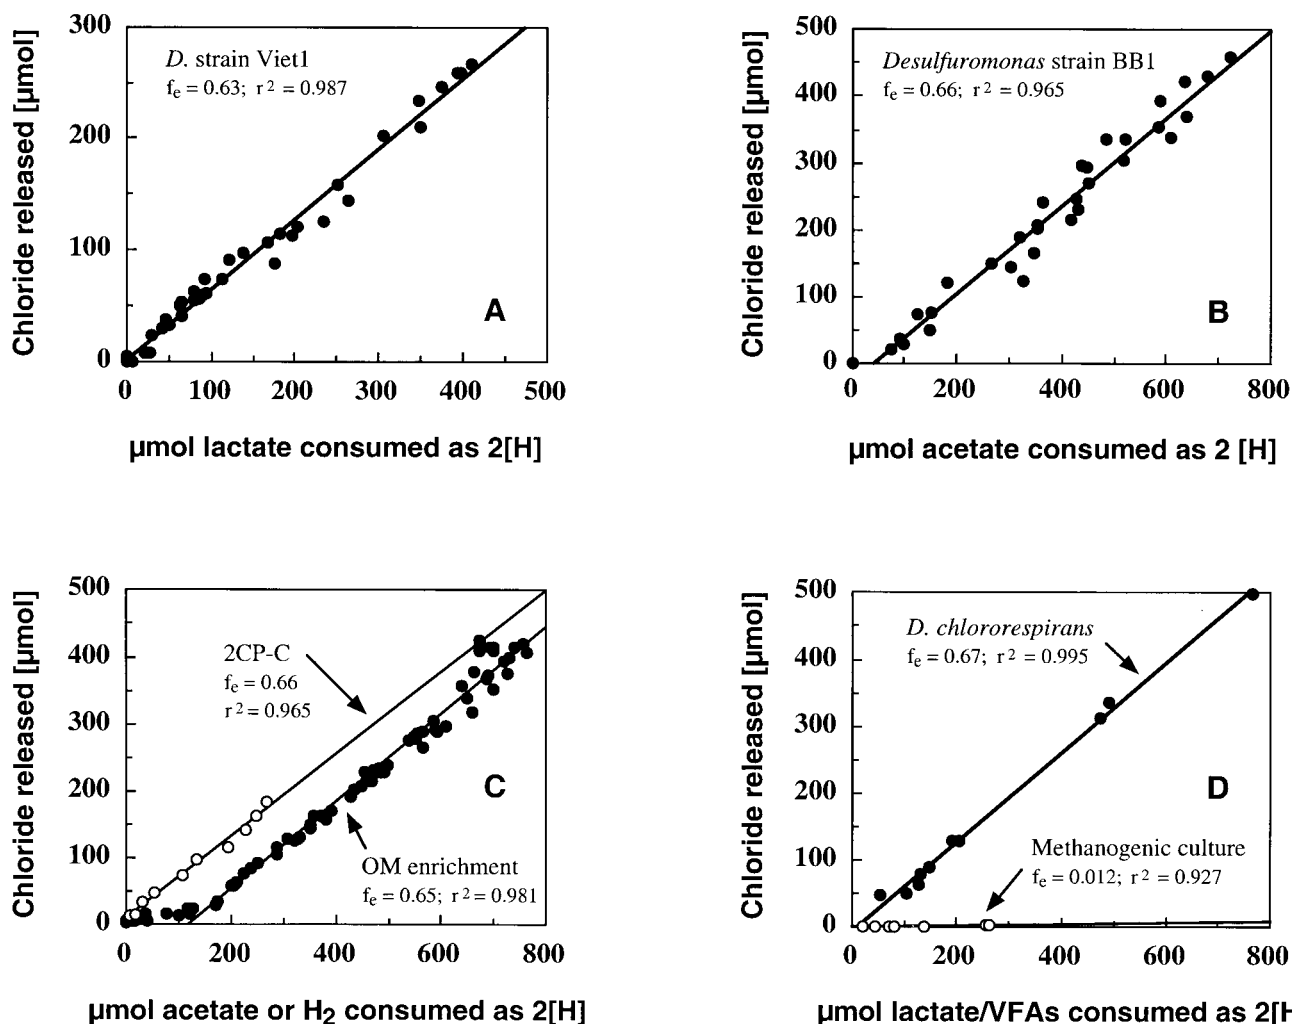 Chloride released [µmol]
300
200
100
0
D. strain Viet1
fe = 0.63; r2 = 0.987
A
0 100 200 300 400 500
µmol lactate consumed as 2[H]
Chloride released [µmol]
500
400
300
200
100
0
Desulfuromonas strain BB1
fe = 0.66; r2 = 0.965
B
0 200 400 600 800
µmol acetate consumed as 2 [H]
Chloride released [µmol]
500
400
300
200
100
0
2CP-C
fe = 0.66
r2 = 0.965
C
OM enrichment
fe = 0.65; r2 = 0.981
0 200 400 600 800
µmol acetate or H2 consumed as 2[H]
Chloride released [µmol]
500
400
300
200
100
0
D. chlororespirans
fe = 0.67; r2 = 0.995
D
Methanogenic culture
fe = 0.012; r2 = 0.927
0 200 400 600 800
µmol lactate/VFAs consumed as 2[H